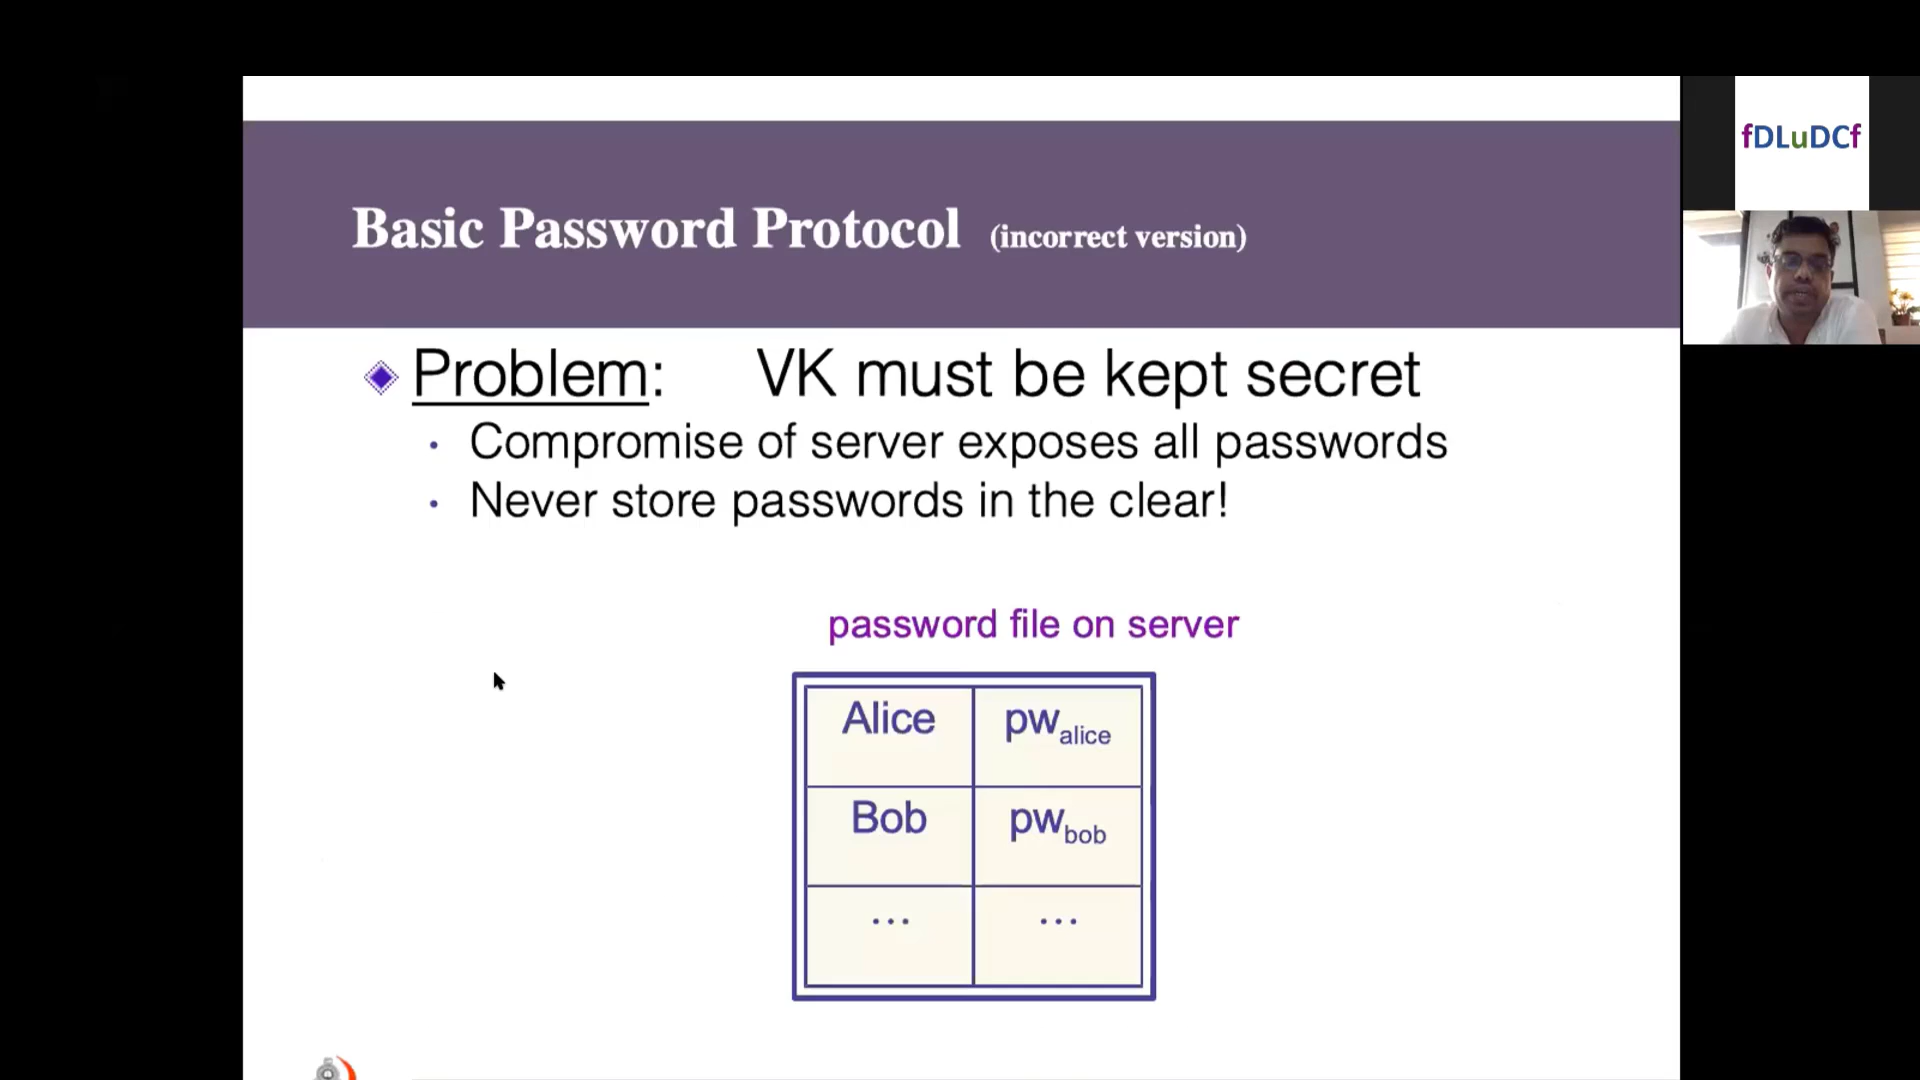 Basic Password Protocol (incorrect version)
Problem: VK must be kept secret
• Compromise of server exposes all passwords
• Never store passwords in the clear!
password file on server
Alice pwalice
Bob pwbob
... ...
fDLuDCf